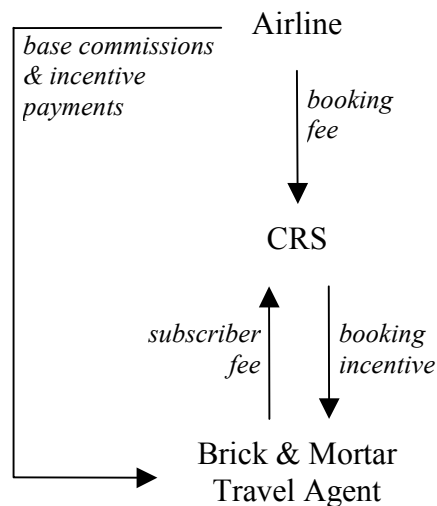 Airline
base commissions
& incentive
payments
booking
fee
CRS
subscriber
fee
booking
incentive
Brick & Mortar
Travel Agent